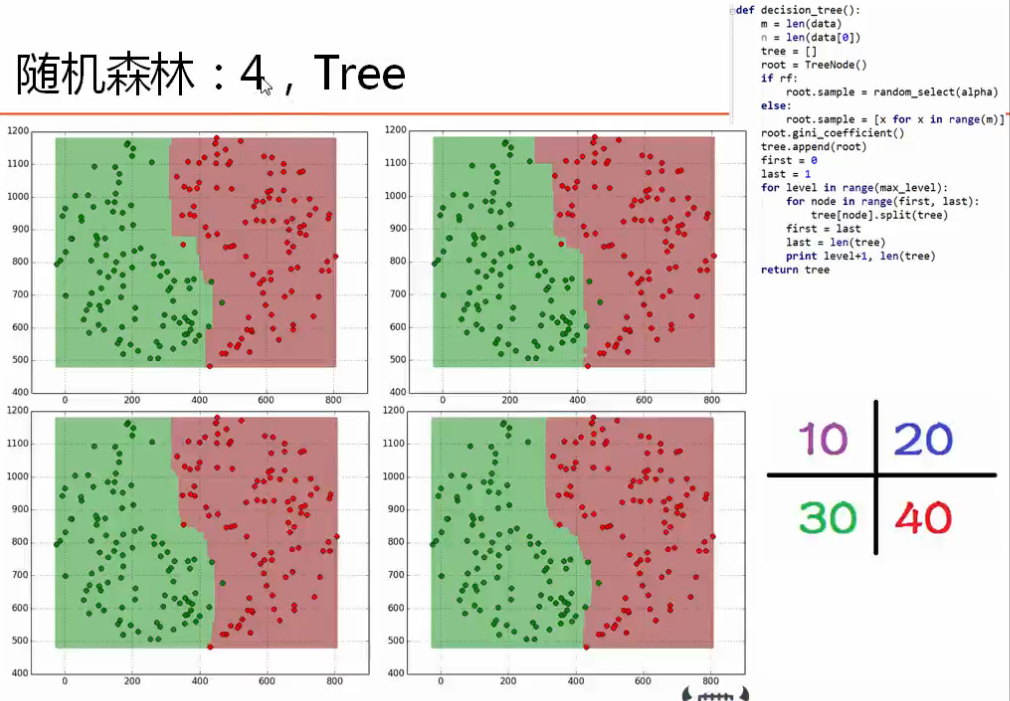 随机森林：4，Tree
def decision_tree():
m = len(data)
n = len(data[0])
tree = []
root = TreeNode()
if rf:
root.sample = random_select(alpha)
else:
root.sample = [x for x in range(m)]
root.gini_coefficient()
tree.append(root)
first = 0
last = 1
for level in range(max_level):
for node in range(first, last):
tree[node].split(tree)
first = last
last = len(tree)
print level+1, len(tree)
return tree
1200
1100
1000
900
800
700
600
500
400
0
200
400
600
800
1200
1100
1000
900
800
700
600
500
400
0
200
400
600
800
1200
1100
1000
900
800
700
600
500
400
0
200
400
600
800
1200
1100
1000
900
800
700
600
500
400
0
200
400
600
800
10 20
30 40